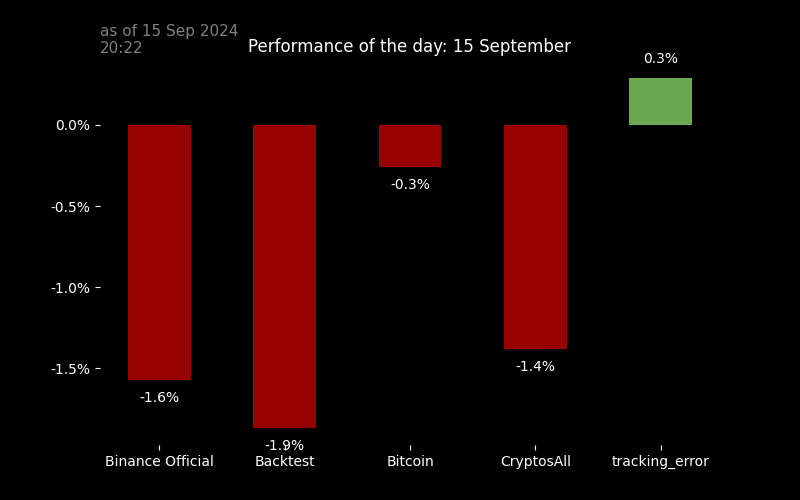 as of 15 Sep 2024
20:22
Performance of the day: 15 September
0.3%
0.0%
-0.3%
-0.5%
-1.0%
-1.5%
-1.4%
-1.6%
-1.9%
Binance Official
Backtest
Bitcoin
CryptosAll
tracking_error